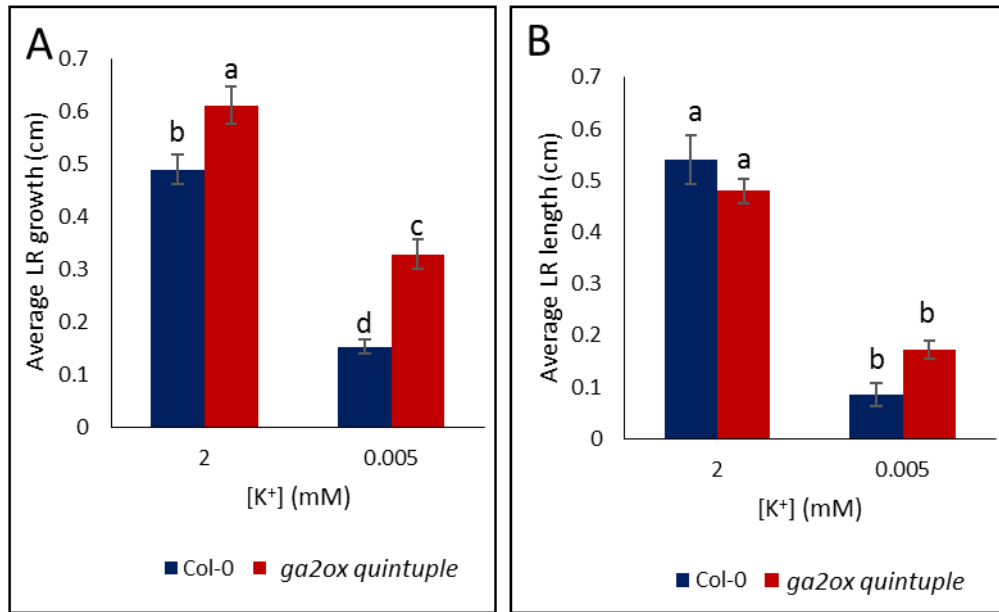 A
Average LR growth (cm)
0.7
0.6
0.5
0.4
0.3
0.2
0.1
0
b
a
d
c
2
0.005
[K⁺] (mM)
Col-0
ga2ox quintuple
B
Average LR length (cm)
0.7
0.6
0.5
0.4
0.3
0.2
0.1
0
a
a
b
b
2
0.005
[K⁺] (mM)
Col-0
ga2ox quintuple